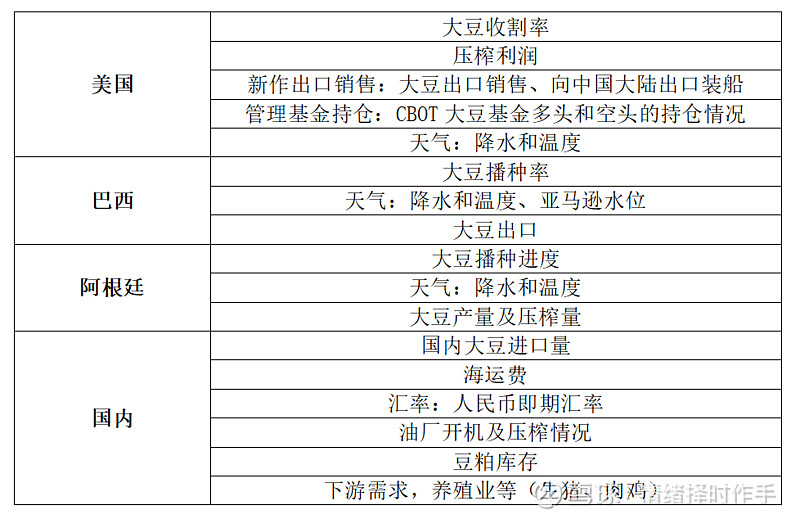 美国
大豆收割率
压榨利润
新作出口销售：大豆出口销售、向中国大陆出口装船
管理基金持仓：CBOT 大豆基金多头和空头的持仓情况
天气：降水和温度
巴西
大豆播种率
天气：降水和温度、亚马逊水位
大豆出口
阿根廷
大豆播种进度
天气：降水和温度
大豆产量及压榨量
国内
国内大豆进口量
海运费
汇率：人民币即期汇率
油厂开机及压榨情况
豆粕库存
下游需求，养殖业等（生猪、肉鸡）
绪择时作手